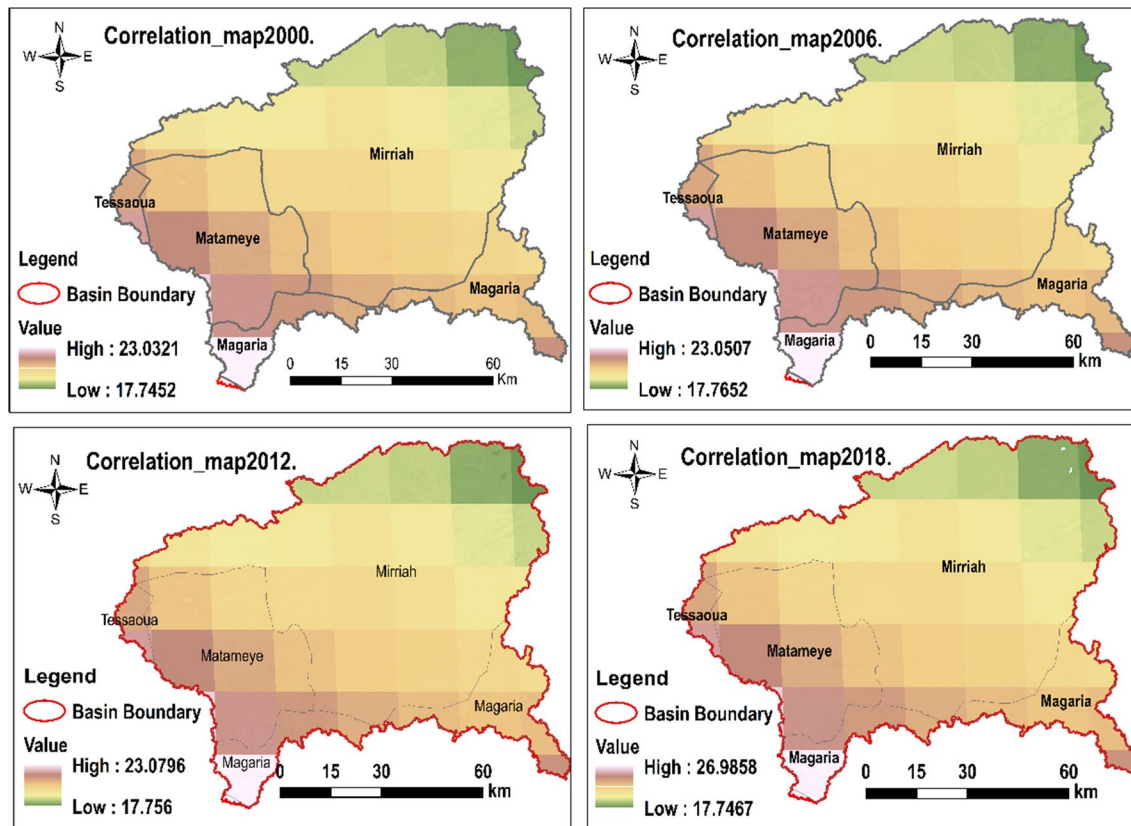 Correlation_map2000.
N
W E
S
Mirriah
Tessaoua
Matameye
Magaria
Magaria
Legend
Basin Boundary
Value
High : 23.0321
Low : 17.7452
0 15 30 60
Km
Correlation_map2006.
N
W E
S
Mirriah
Tessaoua
Matameye
Magaria
Magaria
Legend
Basin Boundary
Value
High : 23.0507
Low : 17.7652
0 15 30 60
Km
Correlation_map2012.
N
W E
S
Mirriah
Tessaoua
Matameye
Magaria
Magaria
Legend
Basin Boundary
Value
High : 23.0796
Low : 17.756
0 15 30 60
km
Correlation_map2018.
N
W E
S
Mirriah
Tessaoua
Matameye
Magaria
Magaria
Legend
Basin Boundary
Value
High : 26.9858
Low : 17.7467
0 15 30 60
km